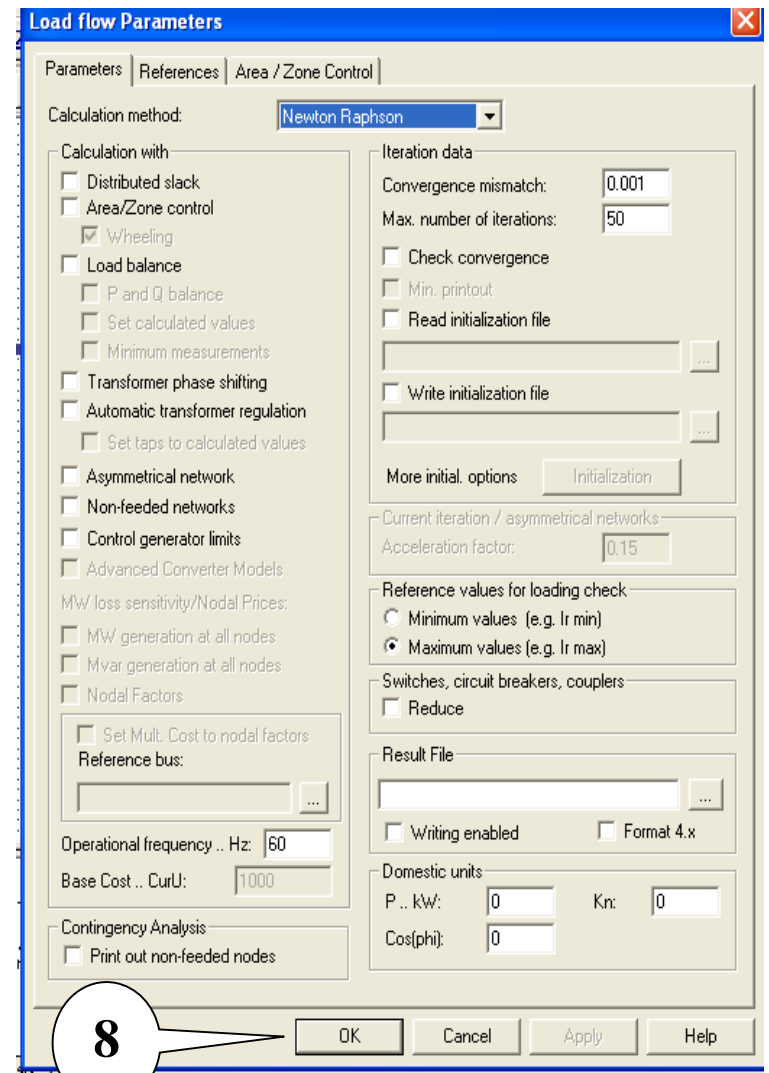 Load flow Parameters
Parameters References Area / Zone Control
Calculation method: Newton Raphson
Calculation with
Distributed slack
Area/Zone control
Wheeling
Load balance
P and Q balance
Set calculated values
Minimum measurements
Transformer phase shifting
Automatic transformer regulation
Set taps to calculated values
Asymmetrical network
Non-feeded networks
Control generator limits
Advanced Converter Models
MW loss sensitivity/Nodal Prices:
MW generation at all nodes
Mvar generation at all nodes
Nodal Factors
Set Mult. Cost to nodal factors
Reference bus:
...
Operational frequency .. Hz: 60
Base Cost .. CurU: 1000
Contingency Analysis
Print out non-feeded nodes
Iteration data
Convergence mismatch: 0.001
Max. number of iterations: 50
Check convergence
Min. printout
Read initialization file
...
Write initialization file
...
More initial. options Initialization
Current iteration / asymmetrical networks
Acceleration factor: 0.15
Reference values for loading check
Minimum values (e.g. Ir min)
Maximum values (e.g. Ir max)
Switches, circuit breakers, couplers
Reduce
Result File
...
Writing enabled Format 4.x
Domestic units
P .. kW: 0 Kn: 0
Cos(phi): 0
8
OK Cancel Apply Help